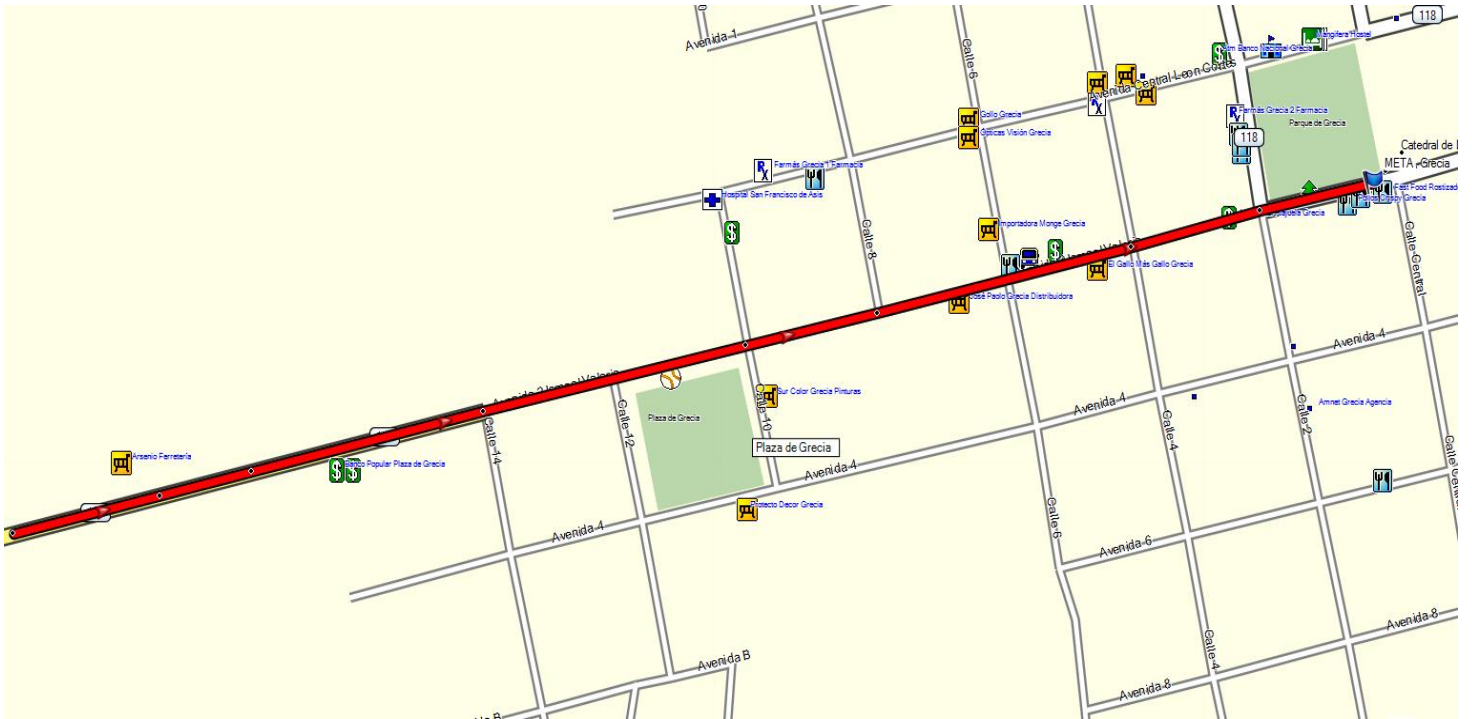 118
Avenida 1
Calle 6
Mangifera Hostel
Atm Banco Nacional Grecia
Avenida Central Leon Cortes
Gollo Grecia
Opticas Visión Grecia
Farmás Grecia 2 Farmacia
Parque de Grecia
118
Catedral de
META - Grecia
Farmás Grecia 1 Farmacia
Hospital San Francisco de Asis
Fast Food Rostizado
Grecia
Importadora Monge Grecia
Calle 8
Calle Central
El Gallo Más Gallo Grecia
José Paolo Grecia Distribuidora
Avenida 4
Avenida 2
Sur Color Grecia Pinturas
Plaza de Grecia
Calle 10
Calle 12
Calle 14
Avenida 4
Amnet Grecia Agencia
Calle 2
Calle 4
Plaza de Grecia
Arsenio Ferretería
Banco Popular Plaza de Grecia
Avenida 4
Calle Central
Protecto Decor Grecia
Calle 6
Avenida 4
Avenida 6
Avenida 8
Calle 4
Avenida B
Avenida 8